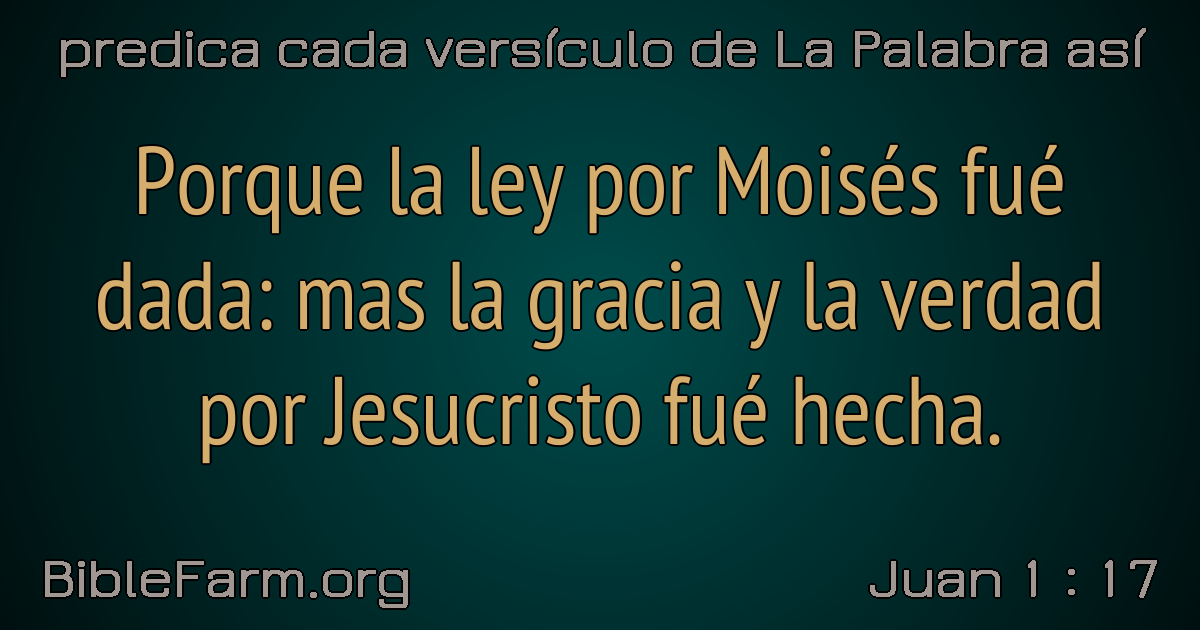 predica cada versículo de La Palabra así
Porque la ley por Moisés fué
dada: mas la gracia y la verdad
por Jesucristo fué hecha.
BibleFarm.org
Juan 1 : 17